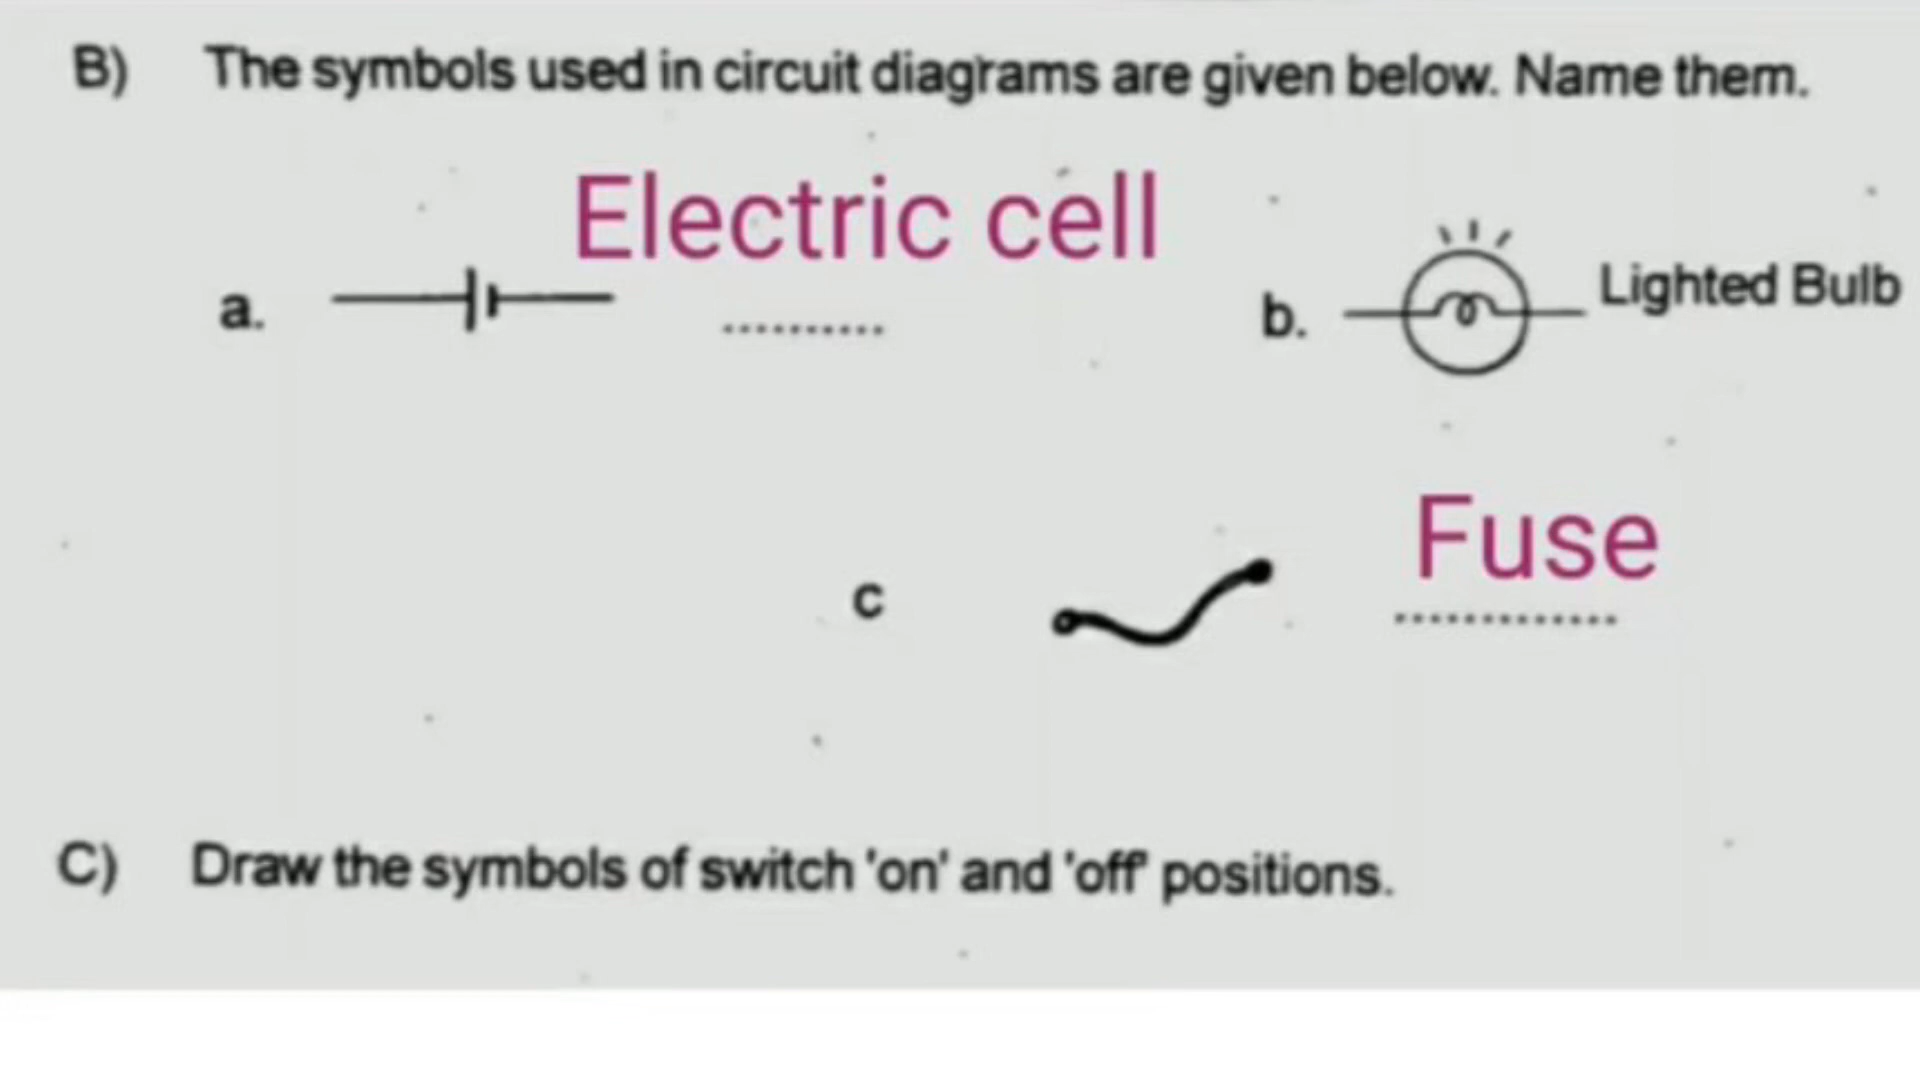 B) The symbols used in circuit diagrams are given below. Name them.
Electric cell
a. ..........
b. Lighted Bulb
Fuse
c .............
C) Draw the symbols of switch 'on' and 'off' positions.